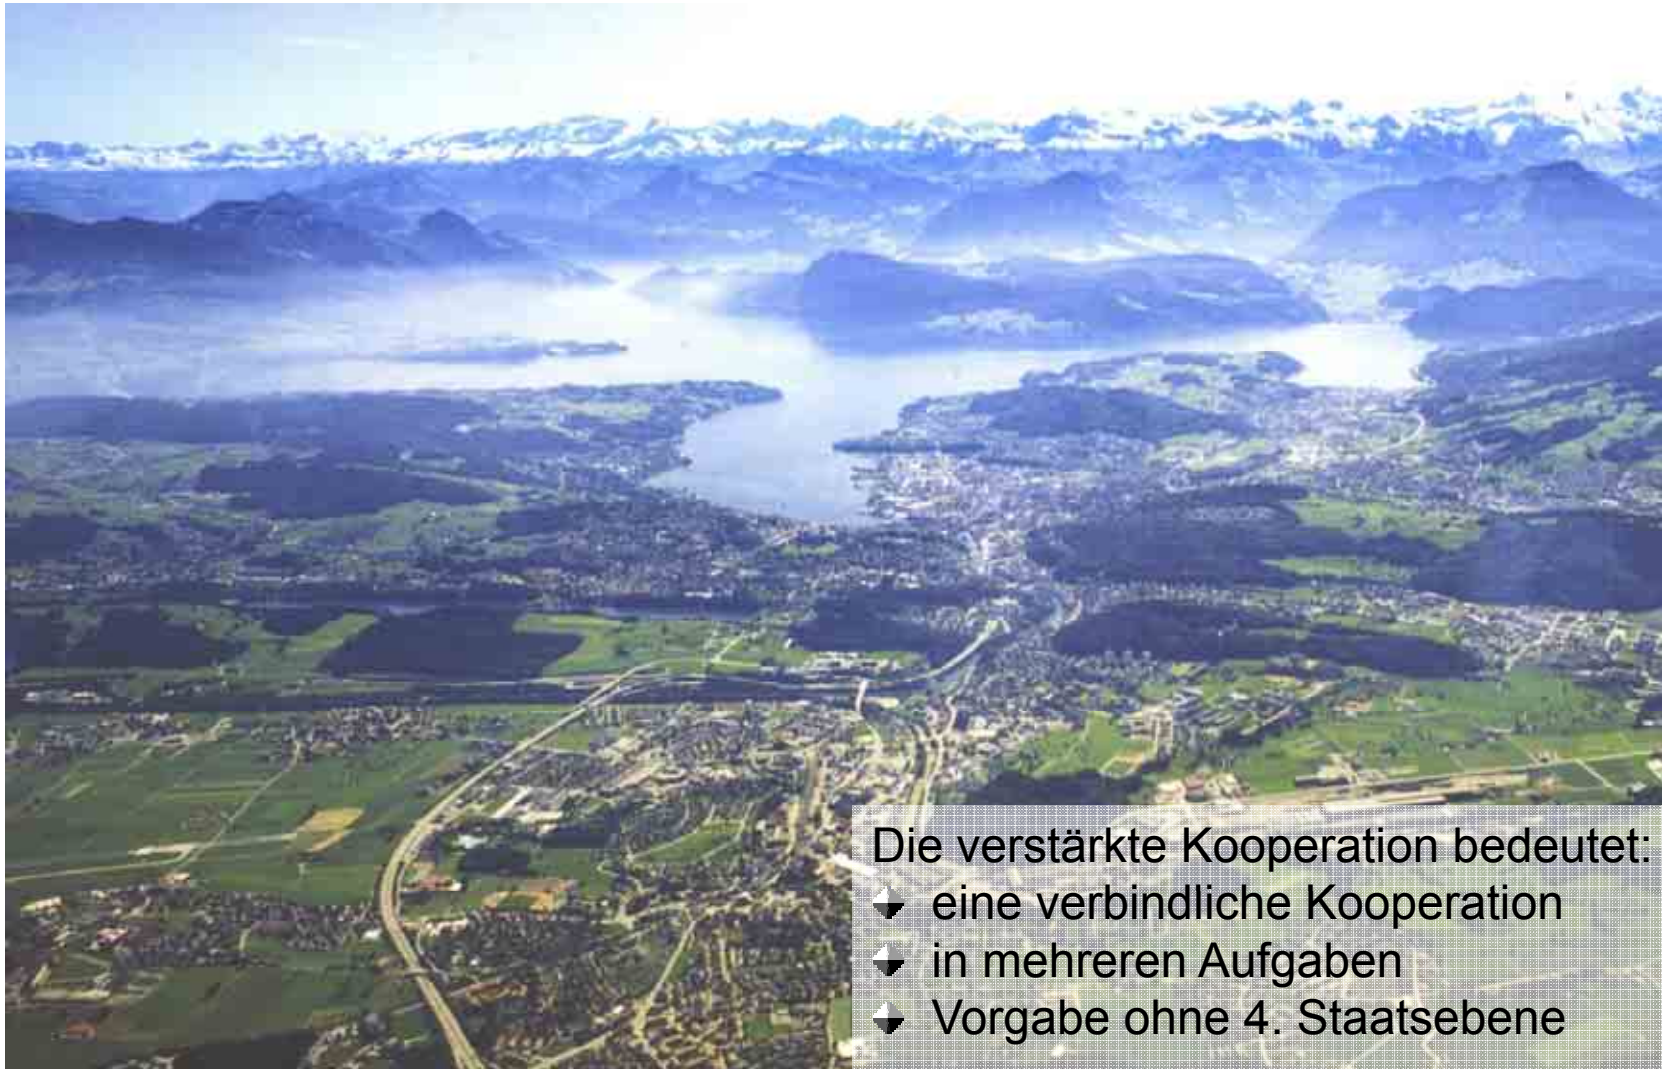 Die verstärkte Kooperation bedeutet:
eine verbindliche Kooperation
in mehreren Aufgaben
Vorgabe ohne 4. Staatsebene